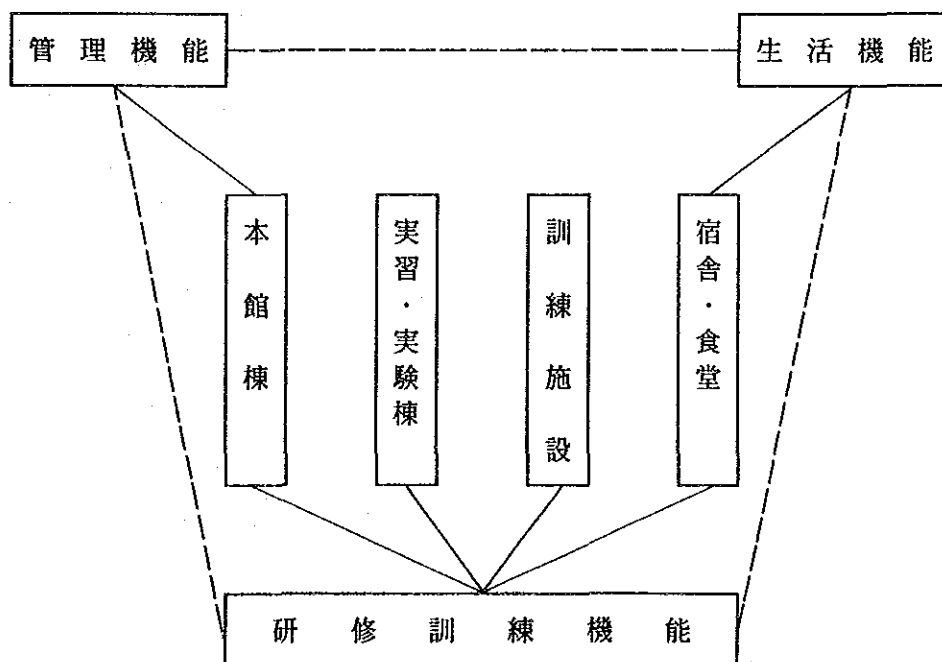 管理機能
生活機能
本館棟
実習・実験棟
訓練施設
宿舎・食堂
研修訓練機能